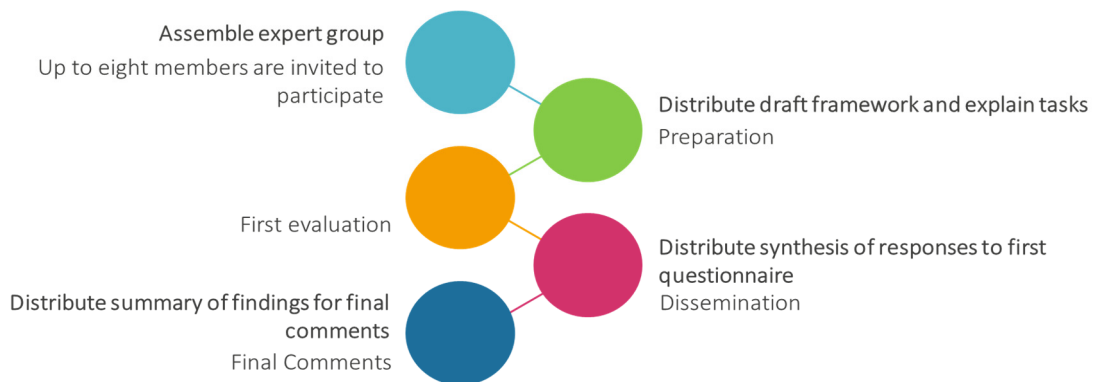 Assemble expert group
Up to eight members are invited to
participate
Distribute draft framework and explain tasks
Preparation
First evaluation
Distribute synthesis of responses to first
questionnaire
Dissemination
Distribute summary of findings for final
comments
Final Comments